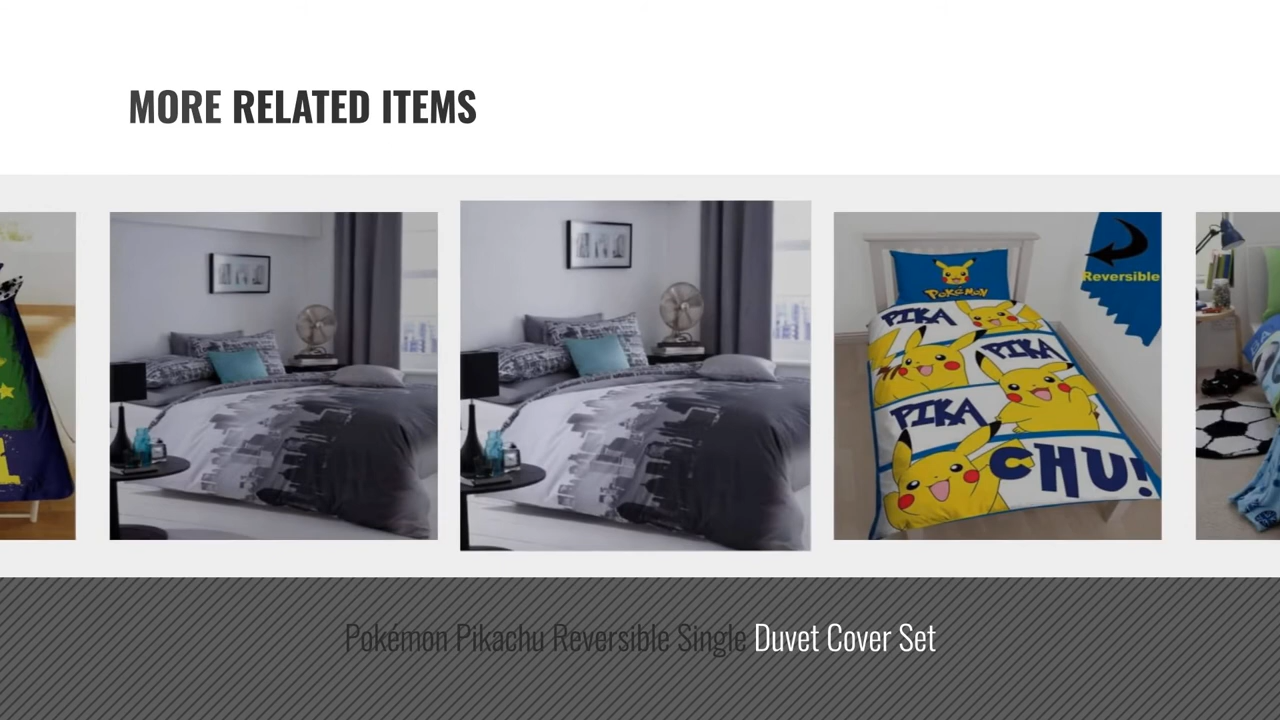 MORE RELATED ITEMS
Reversible
POKéMON
PIKA
PIKA
PIKA
CHU!
Pokémon Pikachu Reversible Single Duvet Cover Set